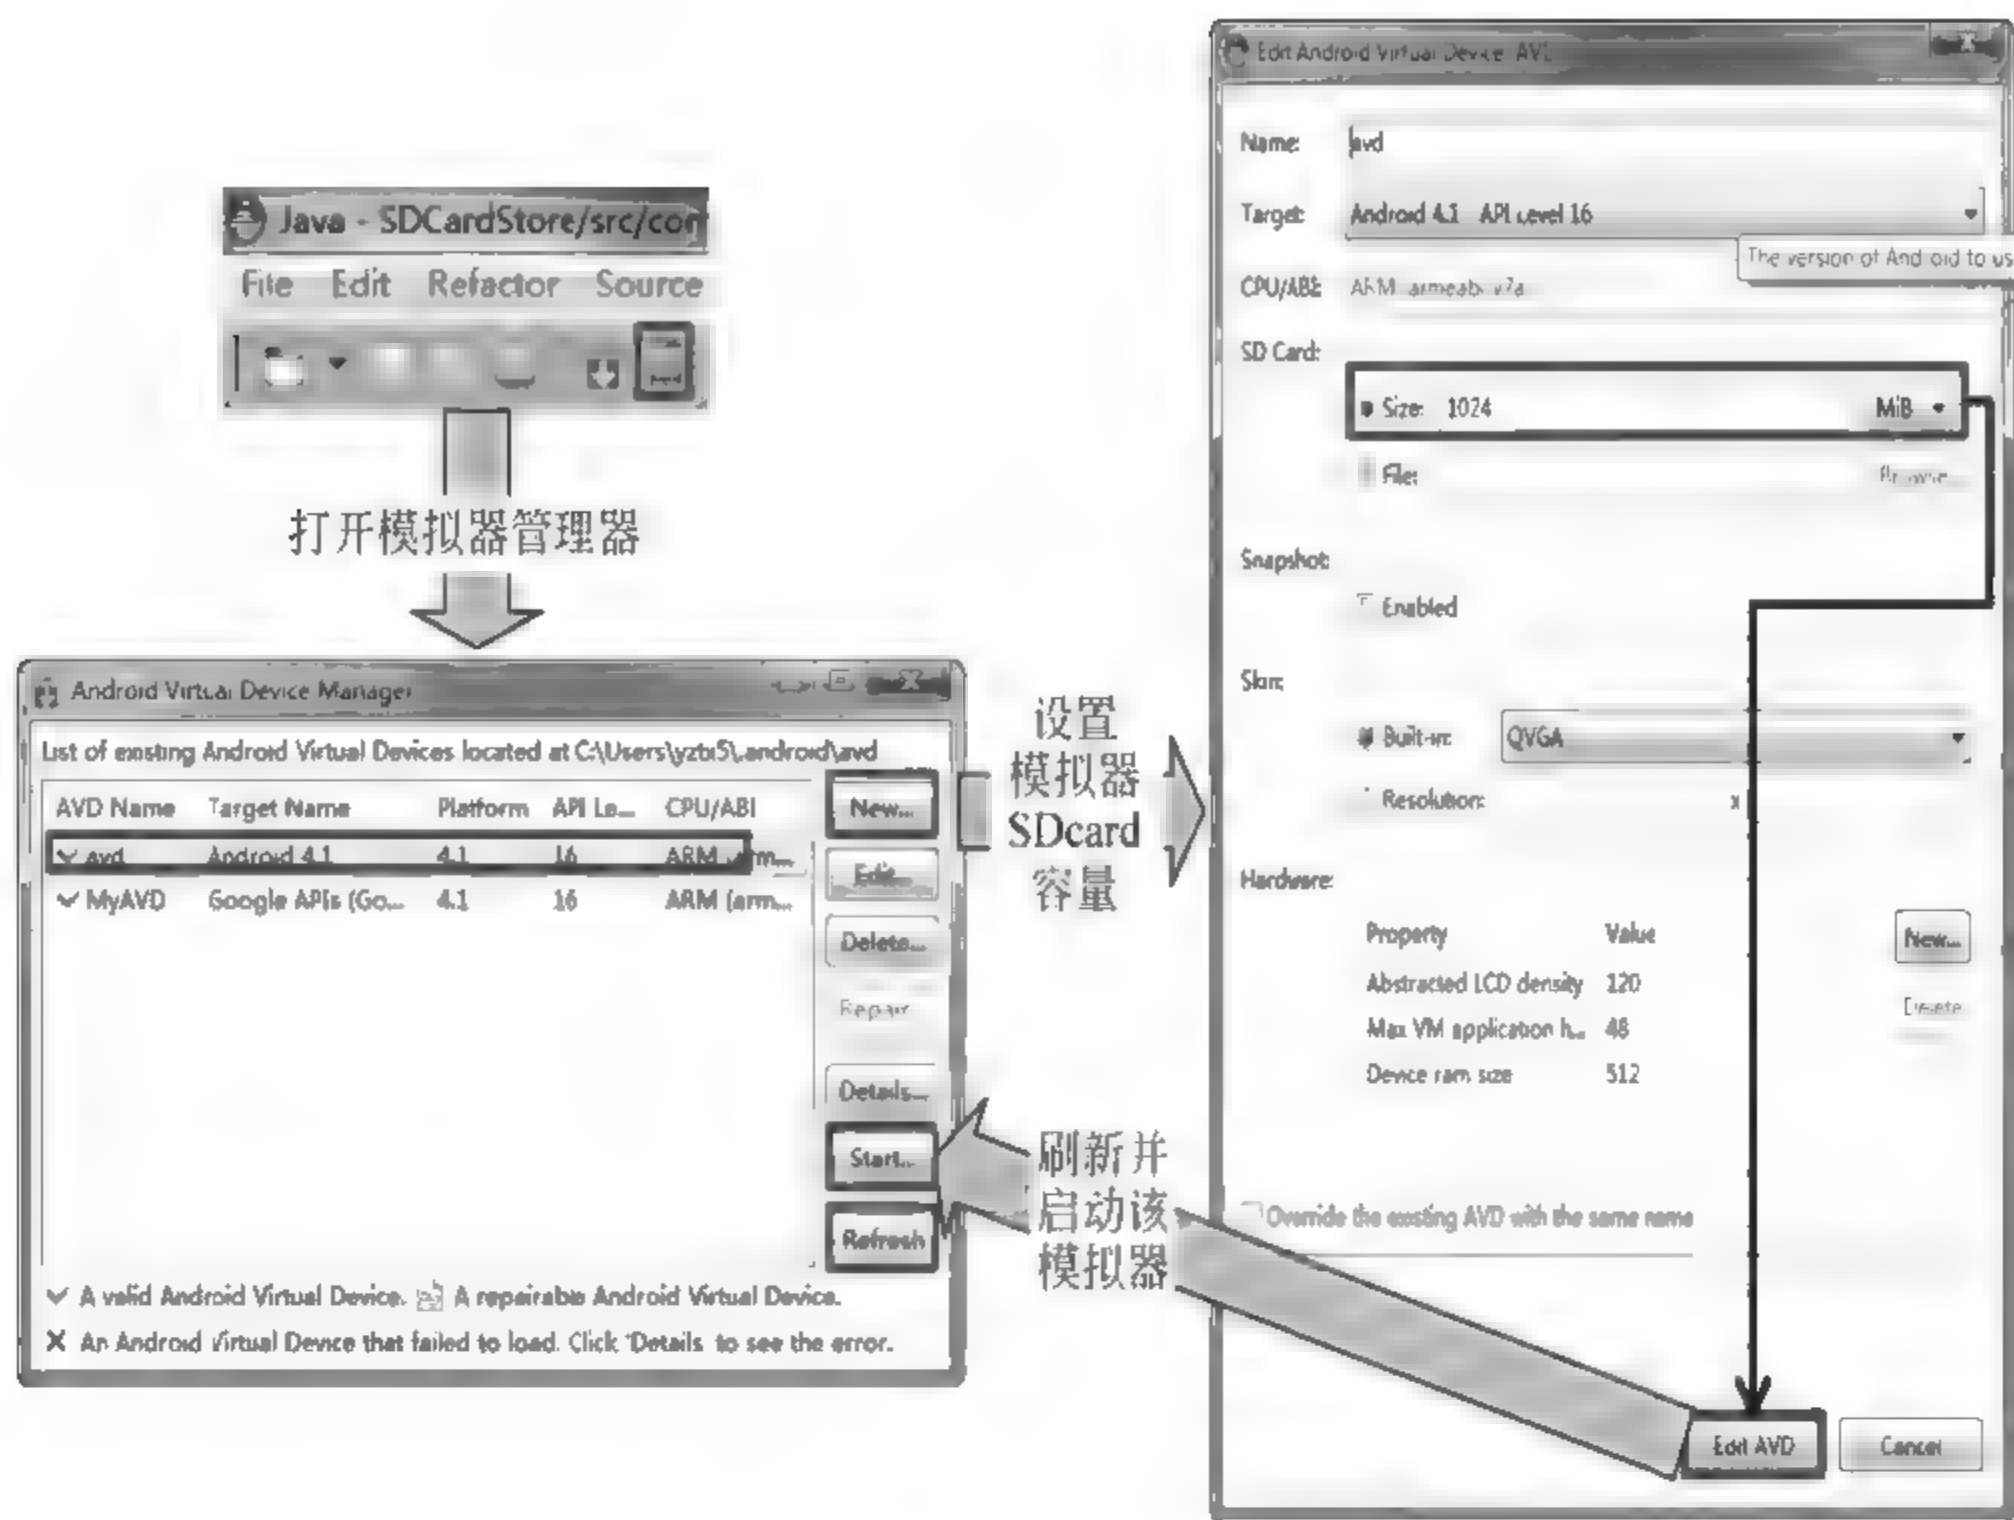 Java - SDCardStore/src/con
File Edit Refactor Source
打开模拟器管理器
Android Virtual Device Manager
List of existing Android Virtual Devices located at C:\Users\yztx5\.android\avd
AVD Name Target Name Platform API Le... CPU/ABI
avd Android 4.1 4.1 16 ARM (arm...
MyAVD Google APIs (Go... 4.1 16 ARM (arm...
New...
Edit...
Delete...
Repair
Details...
Start...
Refresh
A valid Android Virtual Device. A repairable Android Virtual Device.
An Android Virtual Device that failed to load. Click 'Details' to see the error.
设置
模拟器
SDcard
容量
刷新并
启动该
模拟器
Edit Android Virtual Device
Name: avd
Target: Android 4.1 API Level 16
The version of Android to us
CPU/ABI: ARM armeabi v7a
SD Card:
Size: 1024 MiB
File: Browse...
Snapshot:
Enabled
Skin:
Built-in: QVGA
Resolution: x
Hardware:
Property Value New...
Abstracted LCD density 120 Delete
Max VM application h... 48
Device ram size 512
Override the existing AVD with the same name
Edit AVD Cancel